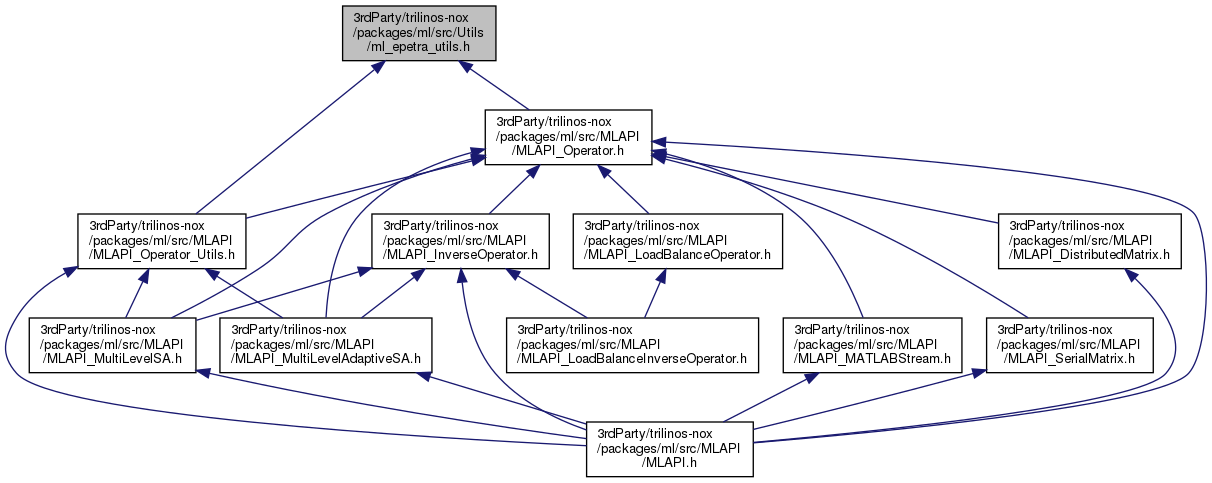 3rdParty/trilinos-nox
/packages/ml/src/Utils
/ml_epetra_utils.h
3rdParty/trilinos-nox
/packages/ml/src/MLAPI
/MLAPI_Operator.h
3rdParty/trilinos-nox
/packages/ml/src/MLAPI
/MLAPI_Operator_Utils.h
3rdParty/trilinos-nox
/packages/ml/src/MLAPI
/MLAPI_InverseOperator.h
3rdParty/trilinos-nox
/packages/ml/src/MLAPI
/MLAPI_LoadBalanceOperator.h
3rdParty/trilinos-nox
/packages/ml/src/MLAPI
/MLAPI_DistributedMatrix.h
3rdParty/trilinos-nox
/packages/ml/src/MLAPI
/MLAPI_MultiLevelSA.h
3rdParty/trilinos-nox
/packages/ml/src/MLAPI
/MLAPI_MultiLevelAdaptiveSA.h
3rdParty/trilinos-nox
/packages/ml/src/MLAPI
/MLAPI_LoadBalanceInverseOperator.h
3rdParty/trilinos-nox
/packages/ml/src/MLAPI
/MLAPI_MATLABStream.h
3rdParty/trilinos-nox
/packages/ml/src/MLAPI
/MLAPI_SerialMatrix.h
3rdParty/trilinos-nox
/packages/ml/src/MLAPI
/MLAPI.h